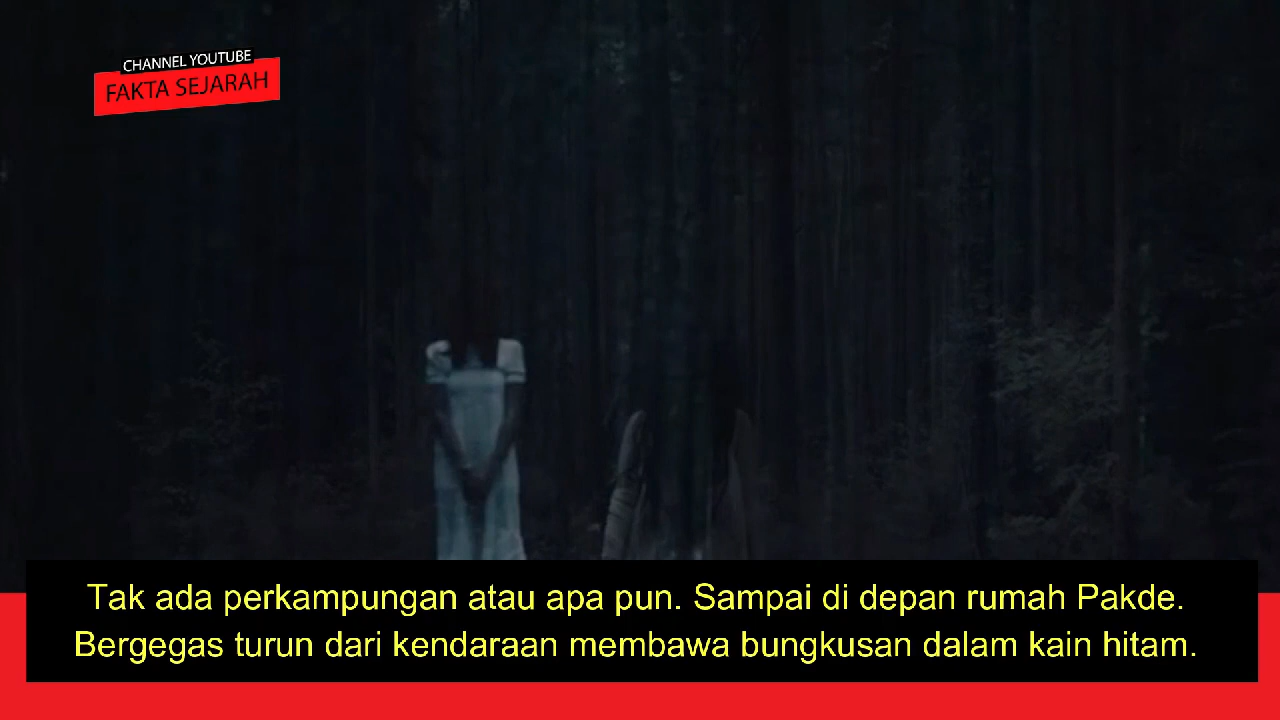 CHANNEL YOUTUBE
FAKTA SEJARAH
Tak ada perkampungan atau apa pun. Sampai di depan rumah Pakde.
Bergegas turun dari kendaraan membawa bungkusan dalam kain hitam.